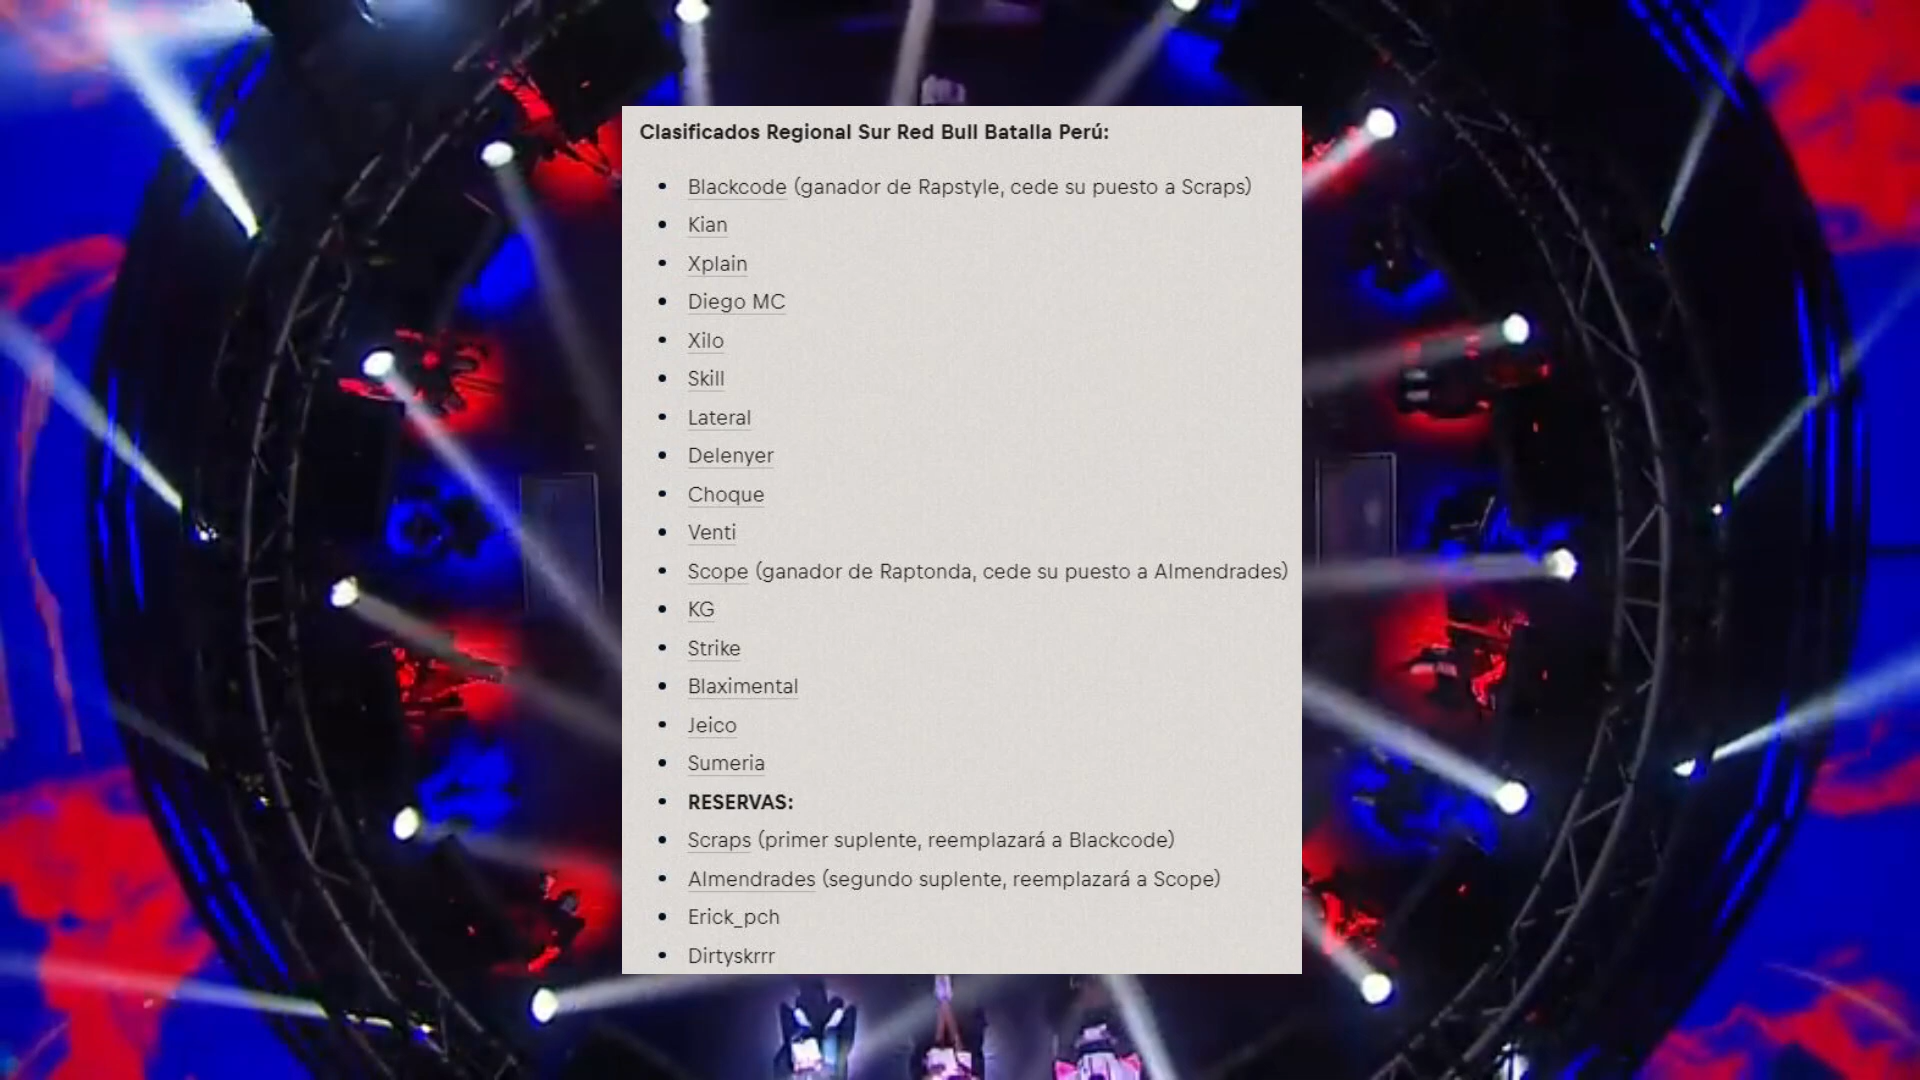 Clasificados Regional Sur Red Bull Batalla Perú:
• Blackcode (ganador de Rapstyle, cede su puesto a Scraps)
• Kian
• Xplain
• Diego MC
• Xilo
• Skill
• Lateral
• Delenyer
• Choque
• Venti
• Scope (ganador de Raptonda, cede su puesto a Almendrades)
• KG
• Strike
• Blaximental
• Jeico
• Sumeria
• RESERVAS:
• Scraps (primer suplente, reemplazará a Blackcode)
• Almendrades (segundo suplente, reemplazará a Scope)
• Erick_pch
• Dirtyskrrr